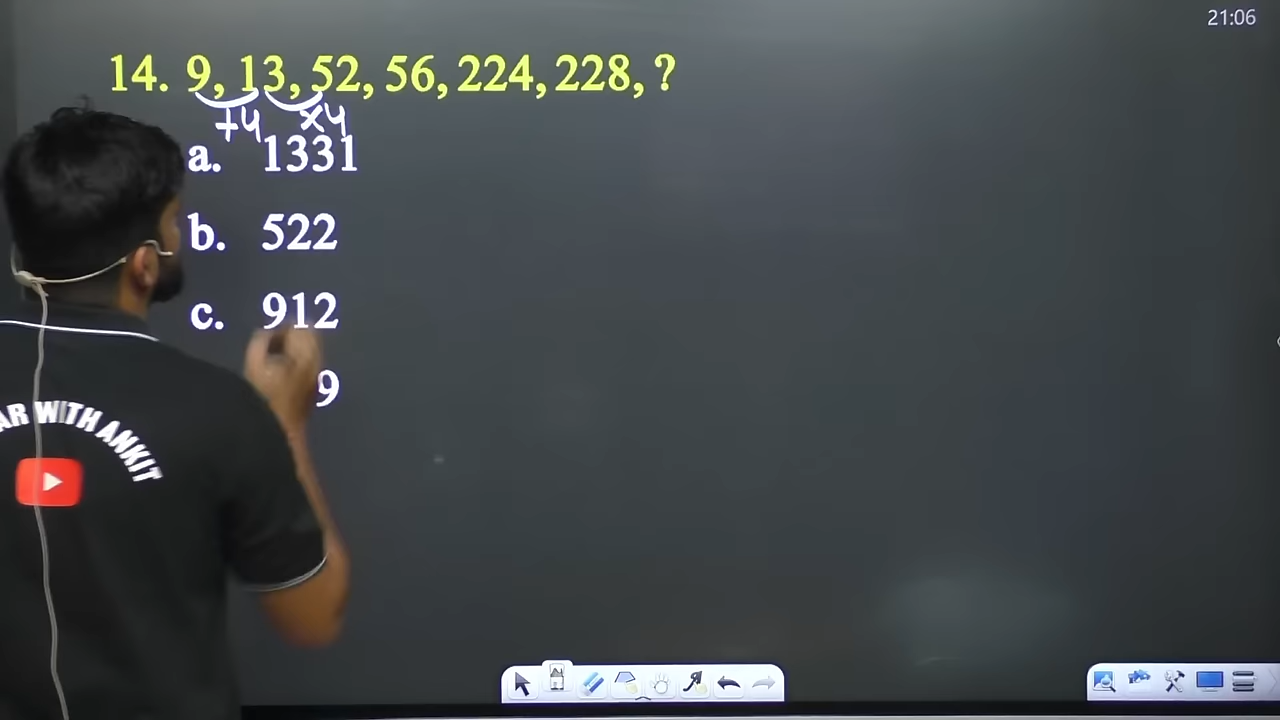 21:06
14. 9, 13, 52, 56, 224, 228, ?
+4 ×4
a. 1331
b. 522
c. 912
9
AR WITH ANKIT